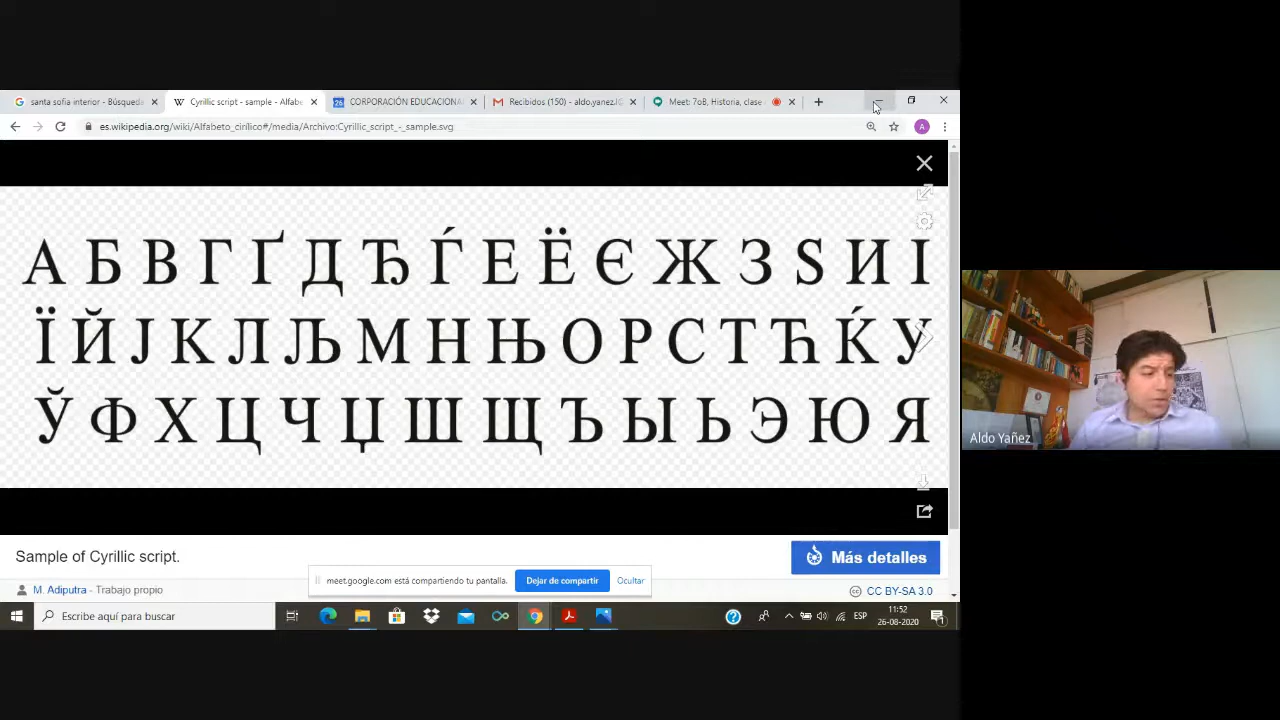 santa sofia interior - Búsqueda
Cyrillic script - sample - Alfabe
CORPORACIÓN EDUCACIONAL
Recibidos (150) - aldo.yanez.
Meet: 7oB, Historia, clase
es.wikipedia.org/wiki/Alfabeto_cirílico#/media/Archivo:Cyrillic_script_-_sample.svg
А Б В Г Ґ Д Ђ Ѓ Е Ё Є Ж З Ѕ И І
Ї Й Ј К Л Љ М Н Њ О Р С Т Ћ Ќ У
Ў Ф Х Ц Ч Џ Ш Щ Ъ Ы Ь Э Ю Я
Aldo Yañez
Sample of Cyrillic script.
Más detalles
meet.google.com está compartiendo tu pantalla.
Dejar de compartir
Ocultar
M. Adiputra - Trabajo propio
CC BY-SA 3.0
Escribe aquí para buscar
ESP
11:52
26-08-2020